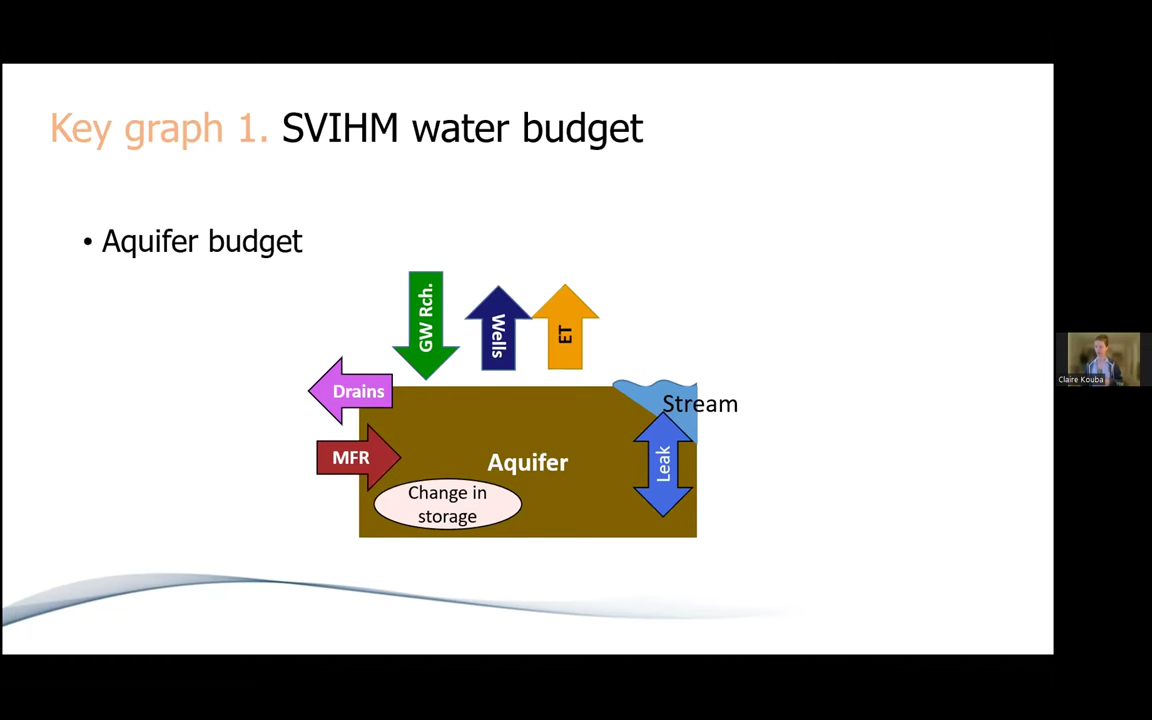 Key graph 1. SVIHM water budget
• Aquifer budget
GW Rch.
Wells
ET
Drains
Stream
MFR
Aquifer
Leak
Change in
storage
Claire Kouba